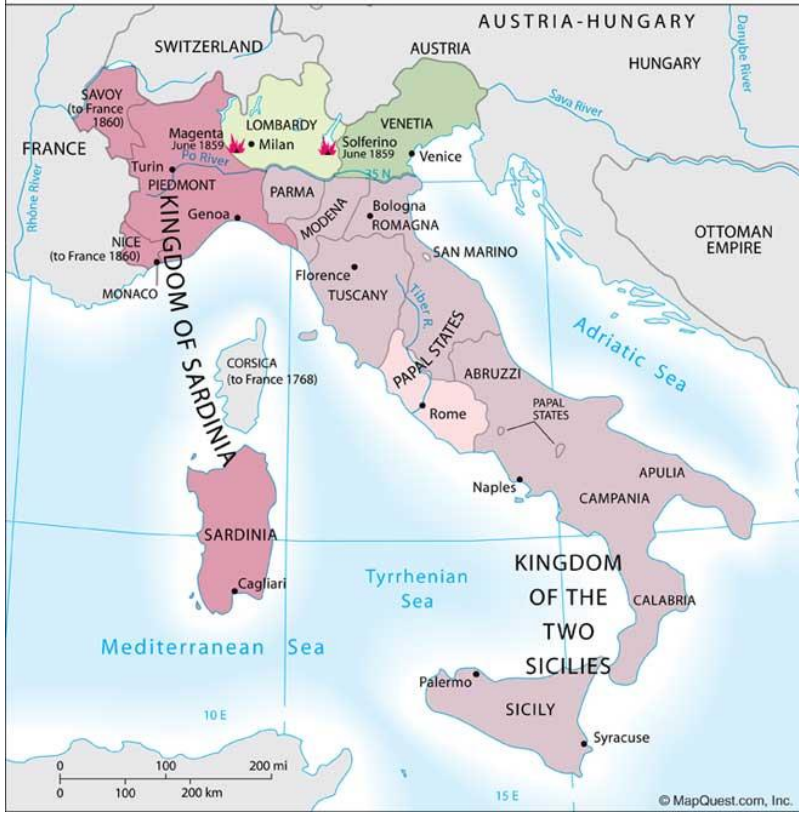 AUSTRIA-HUNGARY
SWITZERLAND
AUSTRIA
HUNGARY
Danube River
SAVOY
(to France
1860)
Sava River
LOMBARDY
VENETIA
FRANCE
Magenta
June 1859
Milan
Solferino
June 1859
Venice
Turin
Po River
35 N
PIEDMONT
PARMA
Rhône River
MODENA
Bologna
ROMAGNA
Genoa
OTTOMAN
EMPIRE
NICE
(to France 1860)
SAN MARINO
Florence
MONACO
TUSCANY
Tiber R.
KINGDOM OF SARDINIA
Adriatic Sea
PAPAL STATES
CORSICA
(to France 1768)
ABRUZZI
Rome
PAPAL
STATES
APULIA
Naples
CAMPANIA
SARDINIA
KINGDOM
OF THE
TWO
SICILIES
Tyrrhenian
Sea
Cagliari
CALABRIA
Mediterranean Sea
Palermo
SICILY
10 E
Syracuse
0 100 200 mi
0 100 200 km
15 E
© MapQuest.com, Inc.